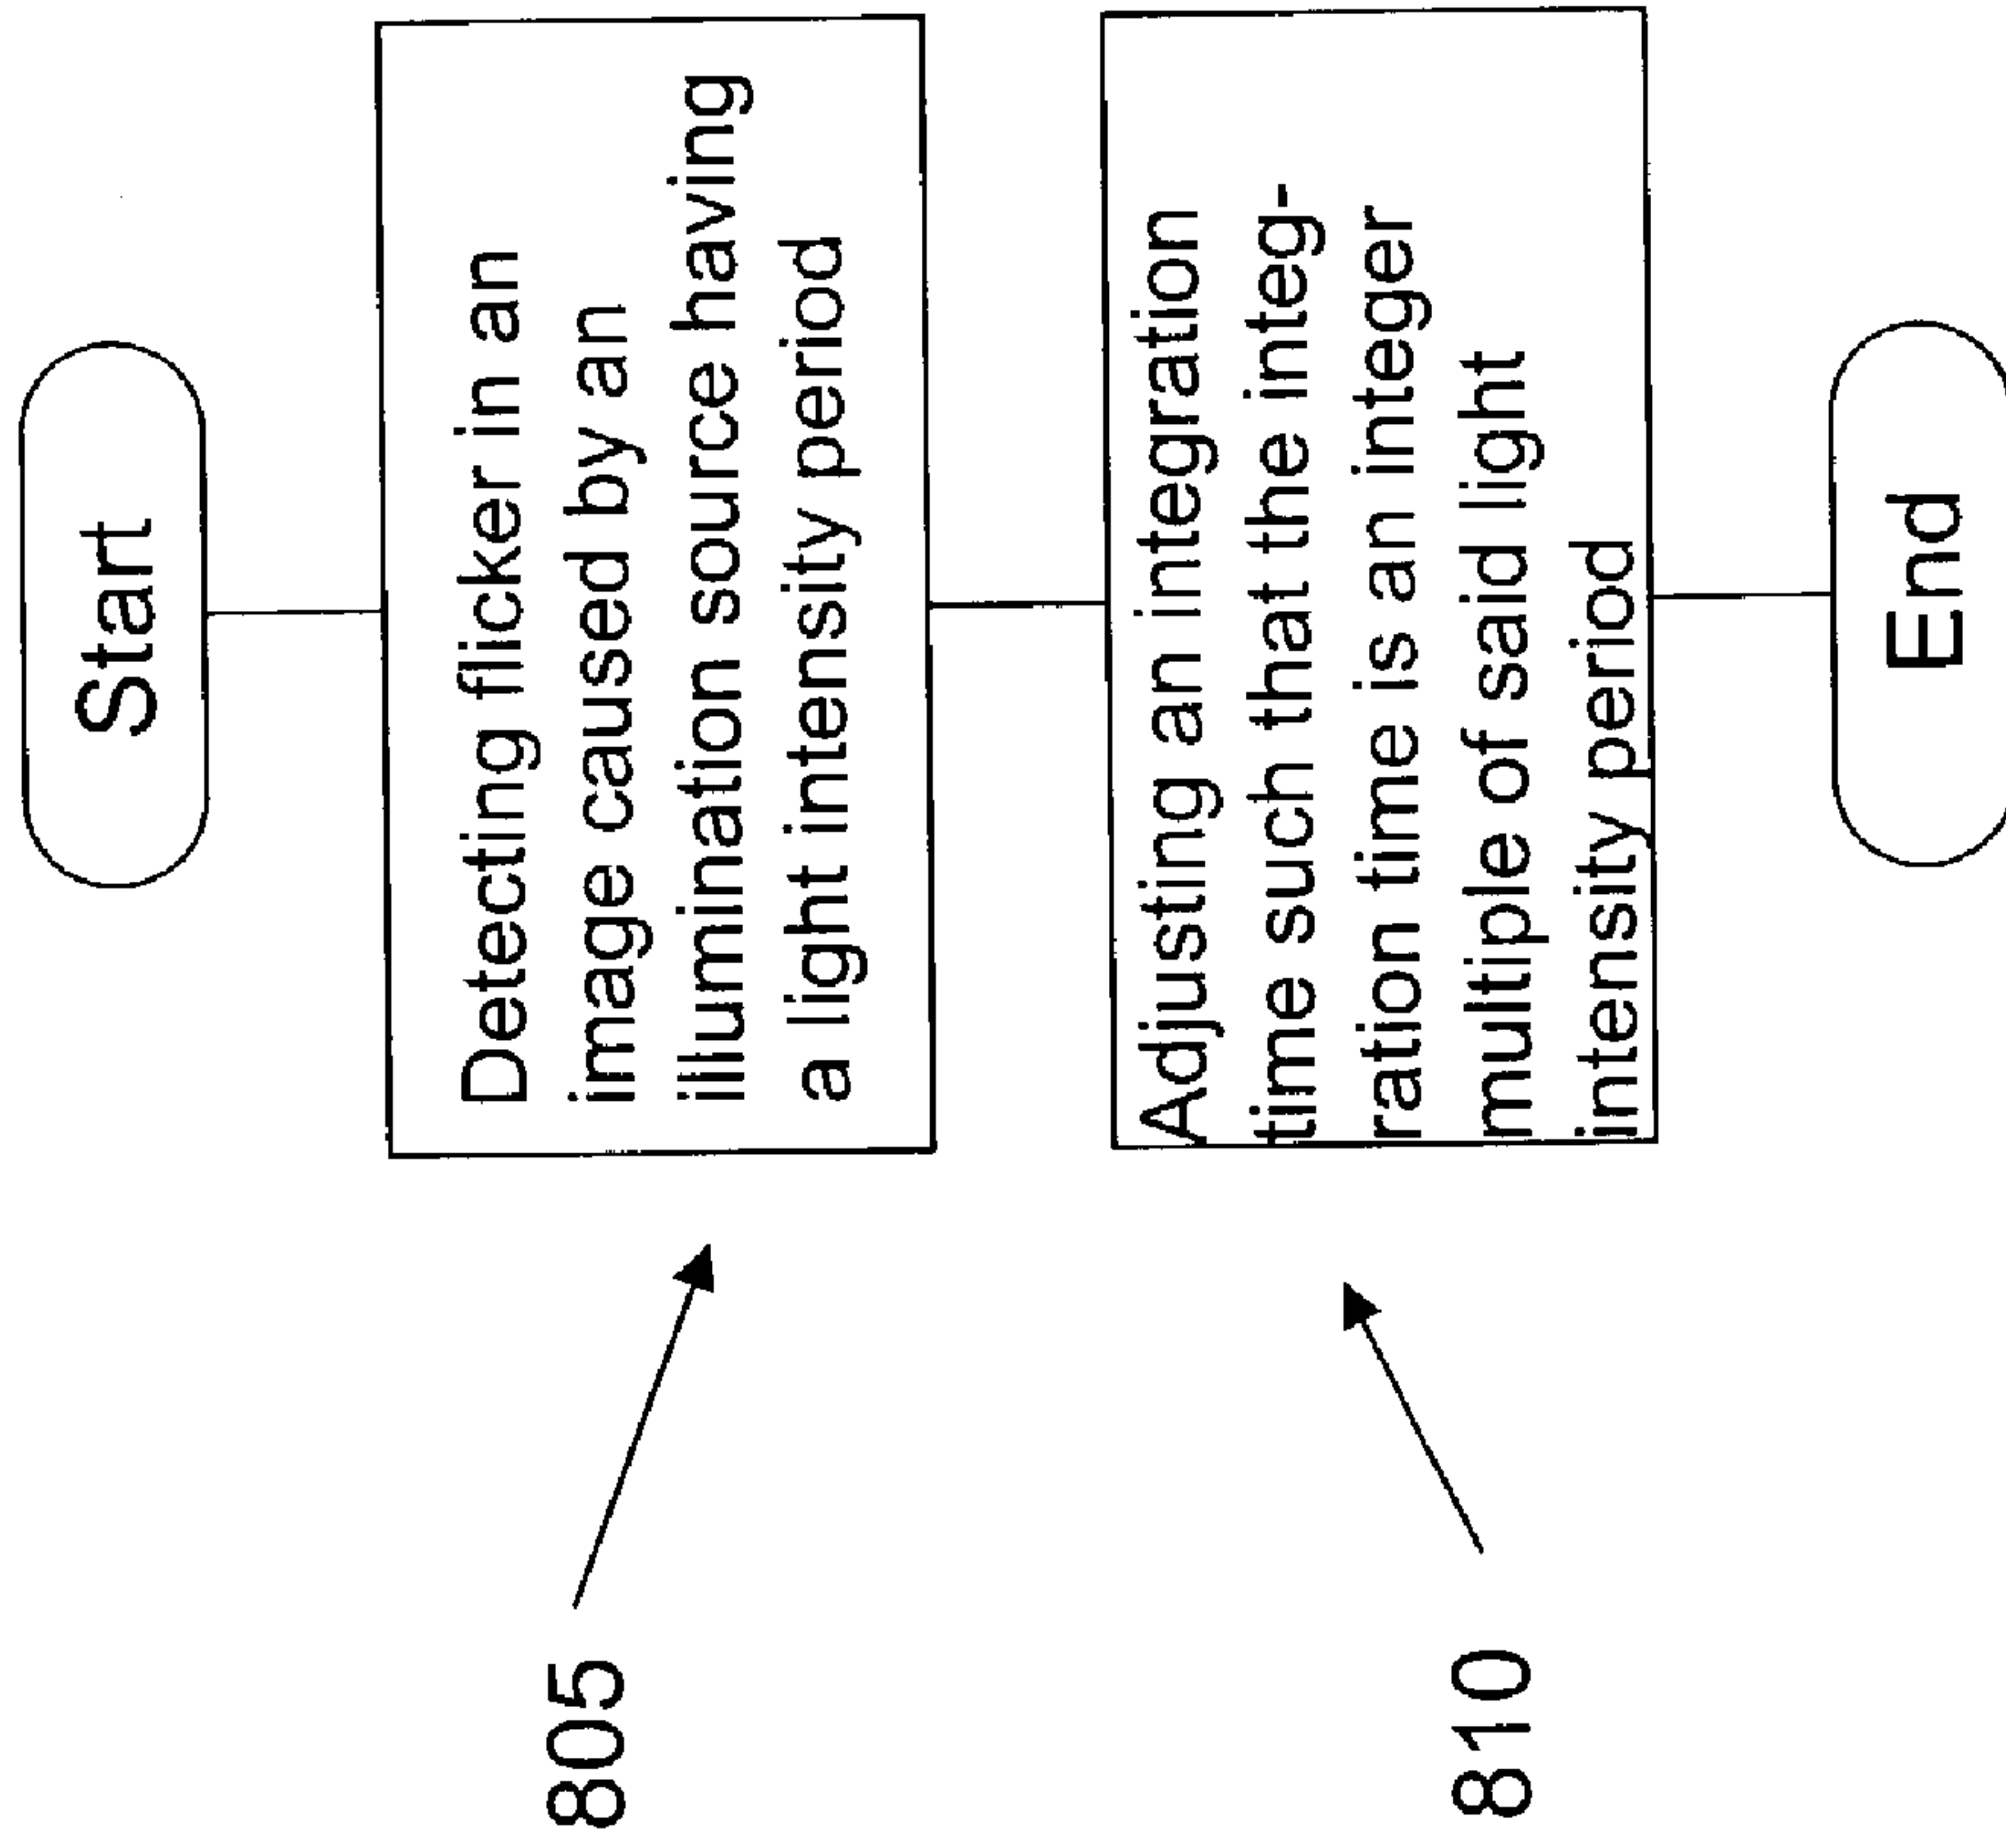 Start
805
Detecting flicker in an
image caused by an
illumination source having
a light intensity period
810
Adjusting an integration
time such that the integ-
ration time is an integer
multiple of said light
intensity period
End